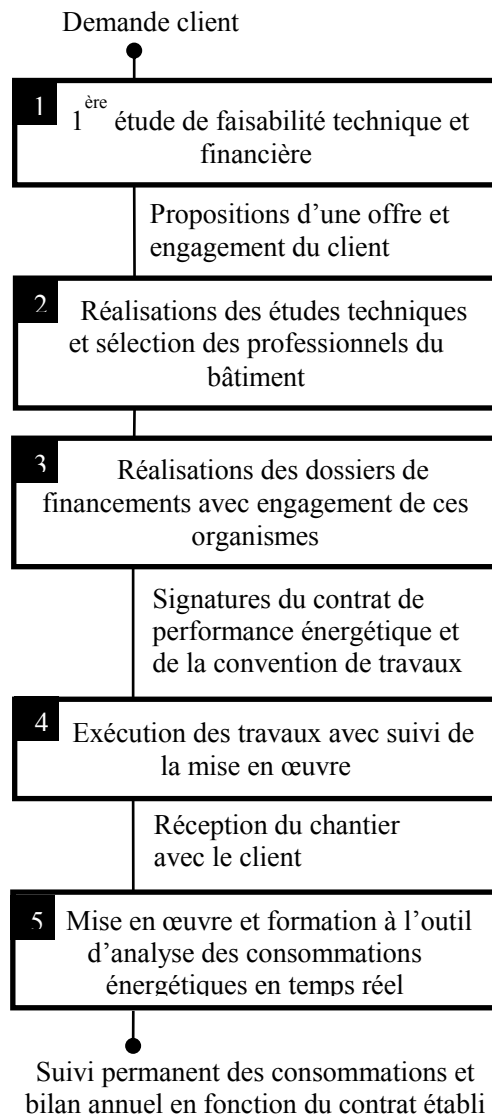 Demande client
1 1ère étude de faisabilité technique et
financière
Propositions d’une offre et
engagement du client
2 Réalisations des études techniques
et sélection des professionnels du
bâtiment
3 Réalisations des dossiers de
financements avec engagement de ces
organismes
Signatures du contrat de
performance énergétique et
de la convention de travaux
4 Exécution des travaux avec suivi de
la mise en œuvre
Réception du chantier
avec le client
5 Mise en œuvre et formation à l’outil
d’analyse des consommations
énergétiques en temps réel
Suivi permanent des consommations et
bilan annuel en fonction du contrat établi